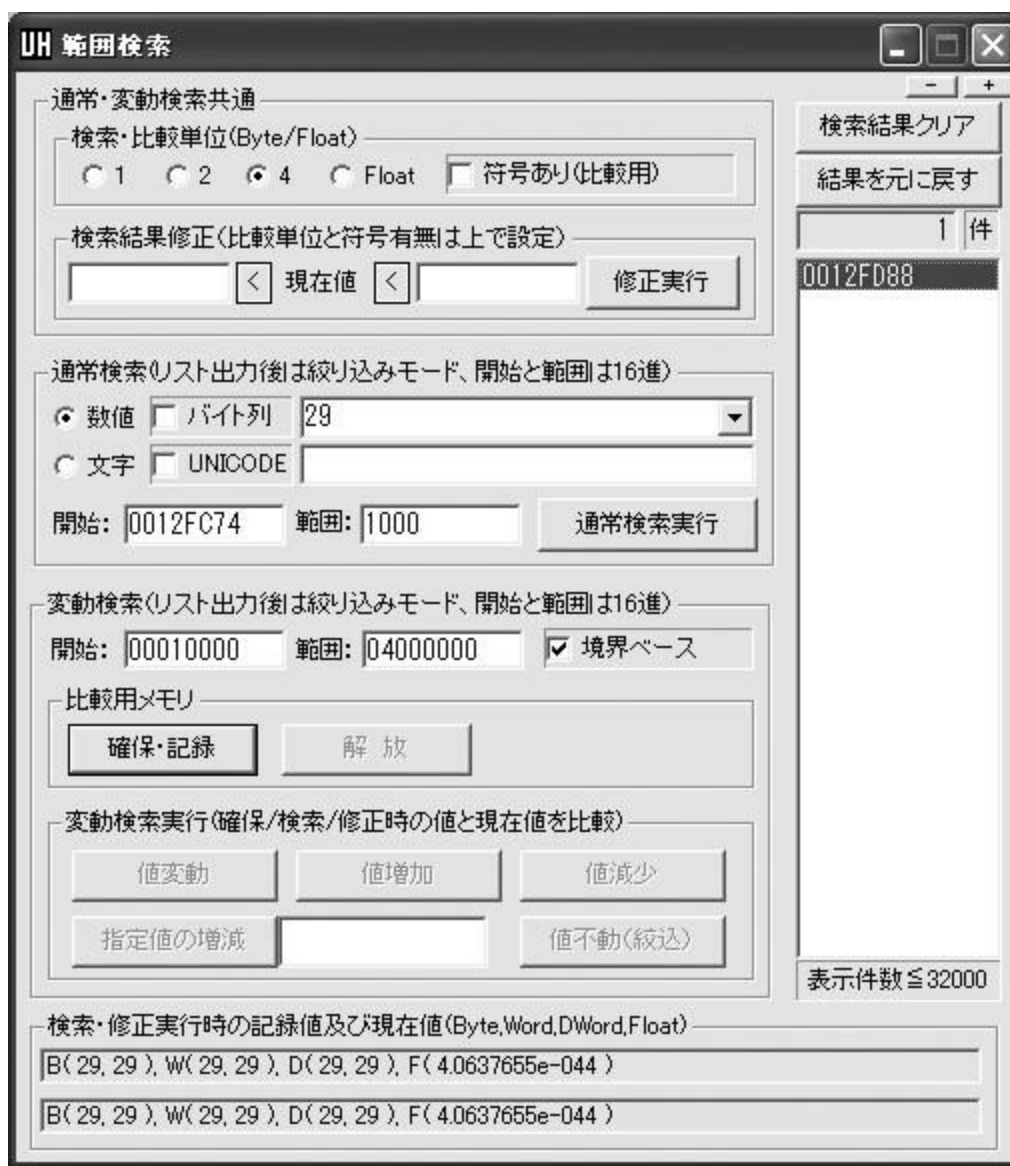 UH 範囲検索
通常・変動検索共通
検索・比較単位(Byte/Float)
1 2 4 Float 符号あり(比較用)
検索結果修正(比較単位と符号有無は上で設定)
< 現在値 < 修正実行
通常検索(リスト出力後は絞り込みモード、開始と範囲は16進)
数値 バイト列 29
文字 UNICODE
開始: 0012FC74 範囲: 1000 通常検索実行
変動検索(リスト出力後は絞り込みモード、開始と範囲は16進)
開始: 00010000 範囲: 04000000 境界ベース
比較用メモリ
確保・記録 解 放
変動検索実行(確保/検索/修正時の値と現在値を比較)
値変動 値増加 値減少
指定値の増減 値不動(絞込)
- +
検索結果クリア
結果を元に戻す
1 件
0012FD88
表示件数≦32000
検索・修正実行時の記録値及び現在値(Byte,Word,DWord,Float)
B( 29, 29 ), W( 29, 29 ), D( 29, 29 ), F( 4.0637655e-044 )
B( 29, 29 ), W( 29, 29 ), D( 29, 29 ), F( 4.0637655e-044 )